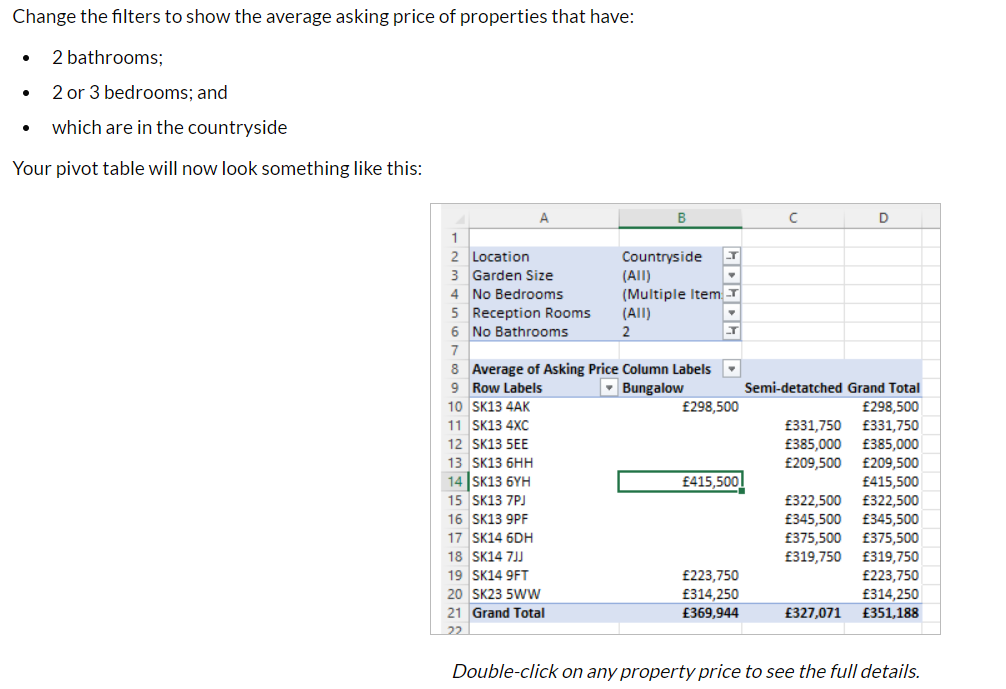 Change the filters to show the average asking price of properties that have:
• 2 bathrooms;
• 2 or 3 bedrooms; and
• which are in the countryside
Your pivot table will now look something like this:
A B C D
1
2 Location Countryside
3 Garden Size (All)
4 No Bedrooms (Multiple Item
5 Reception Rooms (All)
6 No Bathrooms 2
7
8 Average of Asking Price Column Labels
9 Row Labels Bungalow Semi-detatched Grand Total
10 SK13 4AK £298,500 £298,500
11 SK13 4XC £331,750 £331,750
12 SK13 5EE £385,000 £385,000
13 SK13 6HH £209,500 £209,500
14 SK13 6YH £415,500 £415,500
15 SK13 7PJ £322,500 £322,500
16 SK13 9PF £345,500 £345,500
17 SK14 6DH £375,500 £375,500
18 SK14 7JJ £319,750 £319,750
19 SK14 9FT £223,750 £223,750
20 SK23 5WW £314,250 £314,250
21 Grand Total £369,944 £327,071 £351,188
22
Double-click on any property price to see the full details.